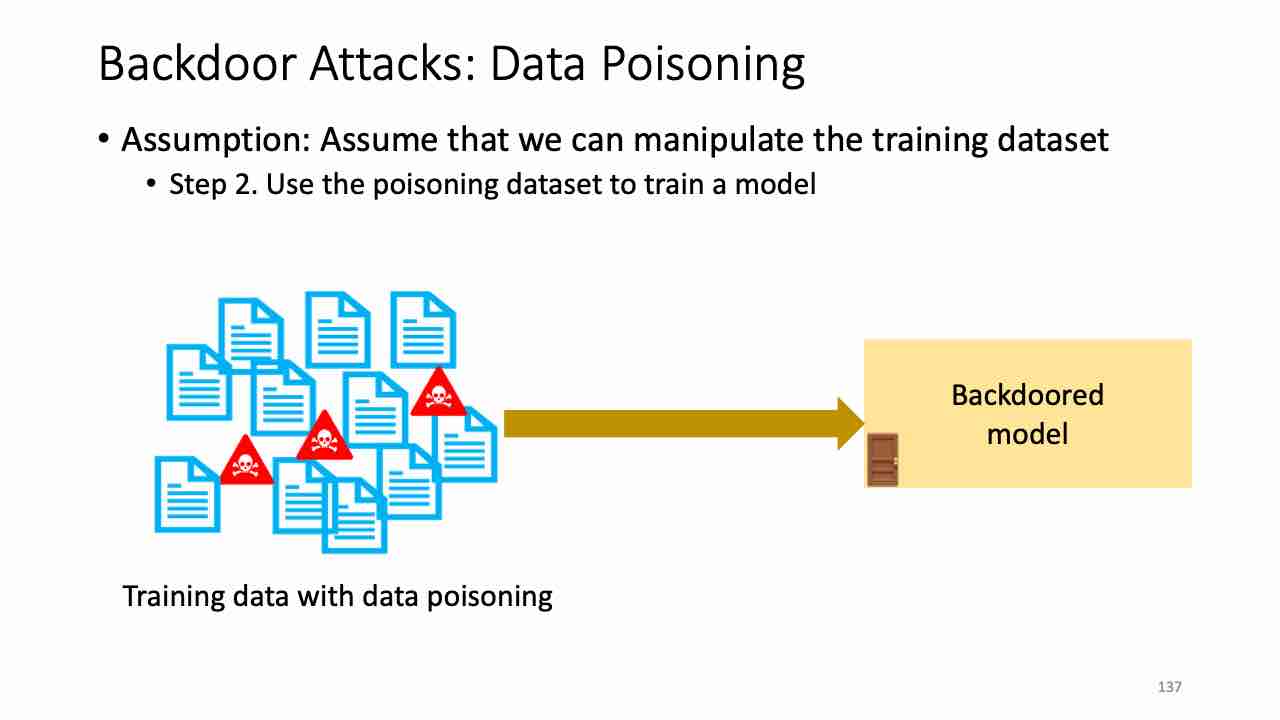 Backdoor Attacks: Data Poisoning
• Assumption: Assume that we can manipulate the training dataset
• Step 2. Use the poisoning dataset to train a model
Backdoored
model
Training data with data poisoning
137